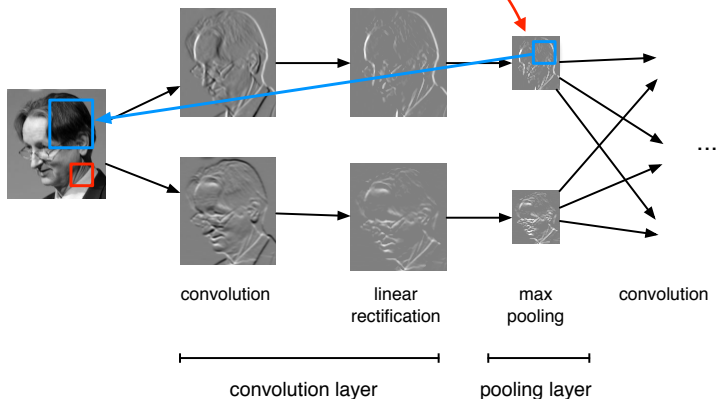 ...
convolution
linear
rectification
max
pooling
convolution
convolution layer
pooling layer